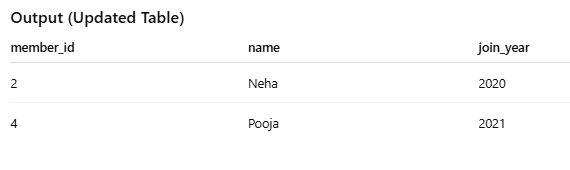 Output (Updated Table)
member_id name join_year
2 Neha 2020
4 Pooja 2021